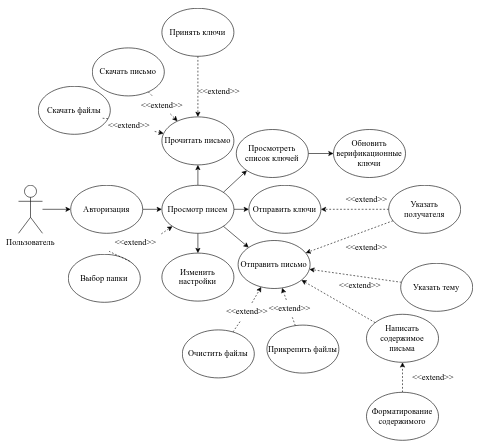 Принять ключи
Скачать письмо
<<extend>>
<<extend>>
Скачать файлы
<<extend>>
Прочитать письмо
Просмотреть
список ключей
Обновить
верификационные
ключи
Авторизация
Просмотр писем
Отправить ключи
<<extend>>
Указать
получателя
Пользователь
<<extend>>
<<extend>>
Выбор папки
Изменить
настройки
Отправить письмо
<<extend>>
Указать тему
<<extend>>
<<extend>>
Написать
содержимое
письма
Очистить файлы
Прикрепить файлы
<<extend>>
Форматирование
содержимого